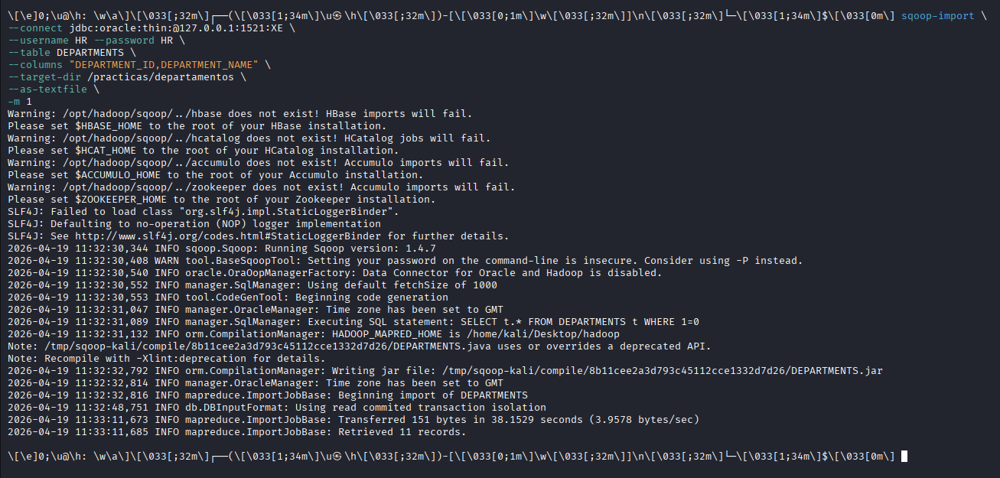 \[\e]0;\u@\h: \w\a\]\[\033[;32m\]┌──(\[\033[1;34m\]\u㉿\h\[\033[;32m\])-[\[\033[0;1m\]\w\[\033[;32m\]]\n\[\033[;32m\]└─\[\033[1;34m\]$\[\033[0m\] sqoop-import \
--connect jdbc:oracle:thin:@127.0.0.1:1521:XE \
--username HR --password HR \
--table DEPARTMENTS \
--columns "DEPARTMENT_ID,DEPARTMENT_NAME" \
--target-dir /practicas/departamentos \
--as-textfile \
-m 1
Warning: /opt/hadoop/sqoop/../hbase does not exist! HBase imports will fail.
Please set $HBASE_HOME to the root of your HBase installation.
Warning: /opt/hadoop/sqoop/../hcatalog does not exist! HCatalog jobs will fail.
Please set $HCAT_HOME to the root of your HCatalog installation.
Warning: /opt/hadoop/sqoop/../accumulo does not exist! Accumulo imports will fail.
Please set $ACCUMULO_HOME to the root of your Accumulo installation.
Warning: /opt/hadoop/sqoop/../zookeeper does not exist! Accumulo imports will fail.
Please set $ZOOKEEPER_HOME to the root of your Zookeeper installation.
SLF4J: Failed to load class "org.slf4j.impl.StaticLoggerBinder".
SLF4J: Defaulting to no-operation (NOP) logger implementation
SLF4J: See http://www.slf4j.org/codes.html#StaticLoggerBinder for further details.
2026-04-19 11:32:30,344 INFO sqoop.Sqoop: Running Sqoop version: 1.4.7
2026-04-19 11:32:30,408 WARN tool.BaseSqoopTool: Setting your password on the command-line is insecure. Consider using -P instead.
2026-04-19 11:32:30,540 INFO oracle.OraOopManagerFactory: Data Connector for Oracle and Hadoop is disabled.
2026-04-19 11:32:30,552 INFO manager.SqlManager: Using default fetchSize of 1000
2026-04-19 11:32:30,553 INFO tool.CodeGenTool: Beginning code generation
2026-04-19 11:32:31,047 INFO manager.OracleManager: Time zone has been set to GMT
2026-04-19 11:32:31,089 INFO manager.SqlManager: Executing SQL statement: SELECT t.* FROM DEPARTMENTS t WHERE 1=0
2026-04-19 11:32:31,132 INFO orm.CompilationManager: HADOOP_MAPRED_HOME is /home/kali/Desktop/hadoop
Note: /tmp/sqoop-kali/compile/8b11cee2a3d793c45112cce1332d7d26/DEPARTMENTS.java uses or overrides a deprecated API.
Note: Recompile with -Xlint:deprecation for details.
2026-04-19 11:32:32,792 INFO orm.CompilationManager: Writing jar file: /tmp/sqoop-kali/compile/8b11cee2a3d793c45112cce1332d7d26/DEPARTMENTS.jar
2026-04-19 11:32:32,814 INFO manager.OracleManager: Time zone has been set to GMT
2026-04-19 11:32:32,816 INFO mapreduce.ImportJobBase: Beginning import of DEPARTMENTS
2026-04-19 11:32:48,751 INFO db.DBInputFormat: Using read commited transaction isolation
2026-04-19 11:33:11,673 INFO mapreduce.ImportJobBase: Transferred 151 bytes in 38.1529 seconds (3.9578 bytes/sec)
2026-04-19 11:33:11,685 INFO mapreduce.ImportJobBase: Retrieved 11 records.
\[\e]0;\u@\h: \w\a\]\[\033[;32m\]┌──(\[\033[1;34m\]\u㉿\h\[\033[;32m\])-[\[\033[0;1m\]\w\[\033[;32m\]]\n\[\033[;32m\]└─\[\033[1;34m\]$\[\033[0m\]